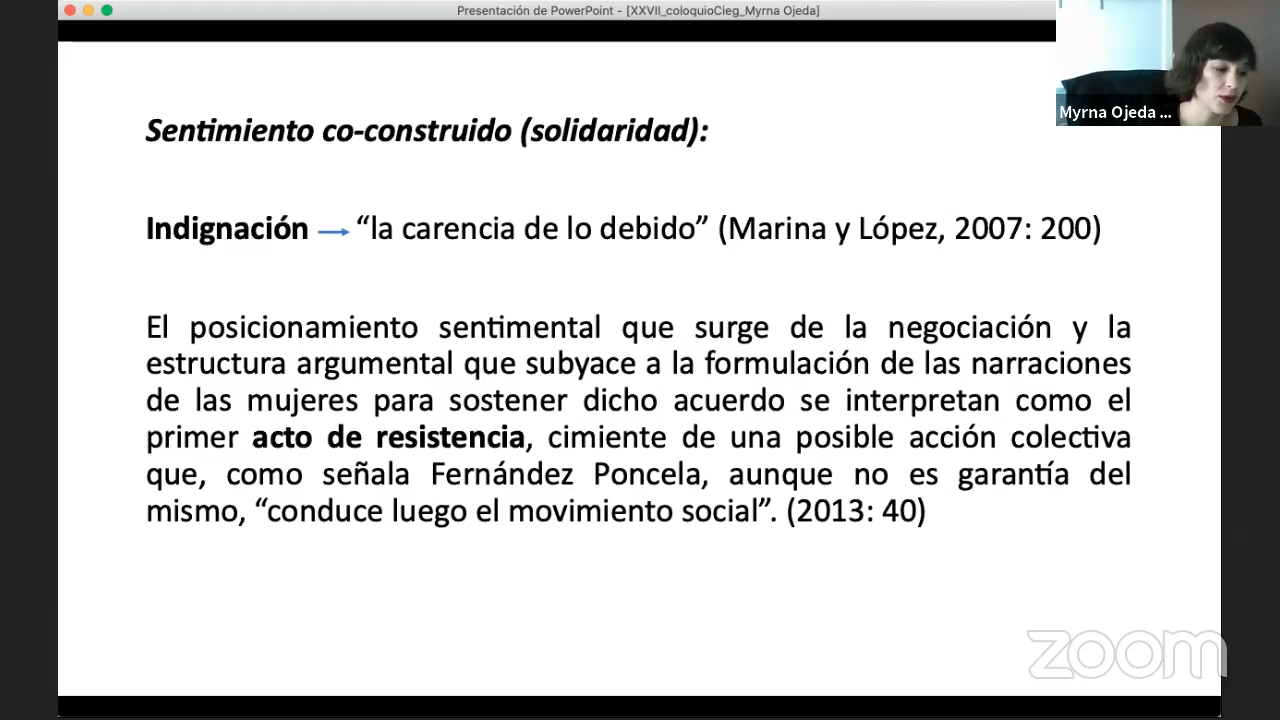 Presentación de PowerPoint - [XXVII_coloquioCieg_Myrna Ojeda]
Myrna Ojeda ...
Sentimiento co-construido (solidaridad):
Indignación → “la carencia de lo debido” (Marina y López, 2007: 200)
El posicionamiento sentimental que surge de la negociación y la
estructura argumental que subyace a la formulación de las narraciones
de las mujeres para sostener dicho acuerdo se interpretan como el
primer acto de resistencia, cimiente de una posible acción colectiva
que, como señala Fernández Poncela, aunque no es garantía del
mismo, “conduce luego el movimiento social”. (2013: 40)
zoom